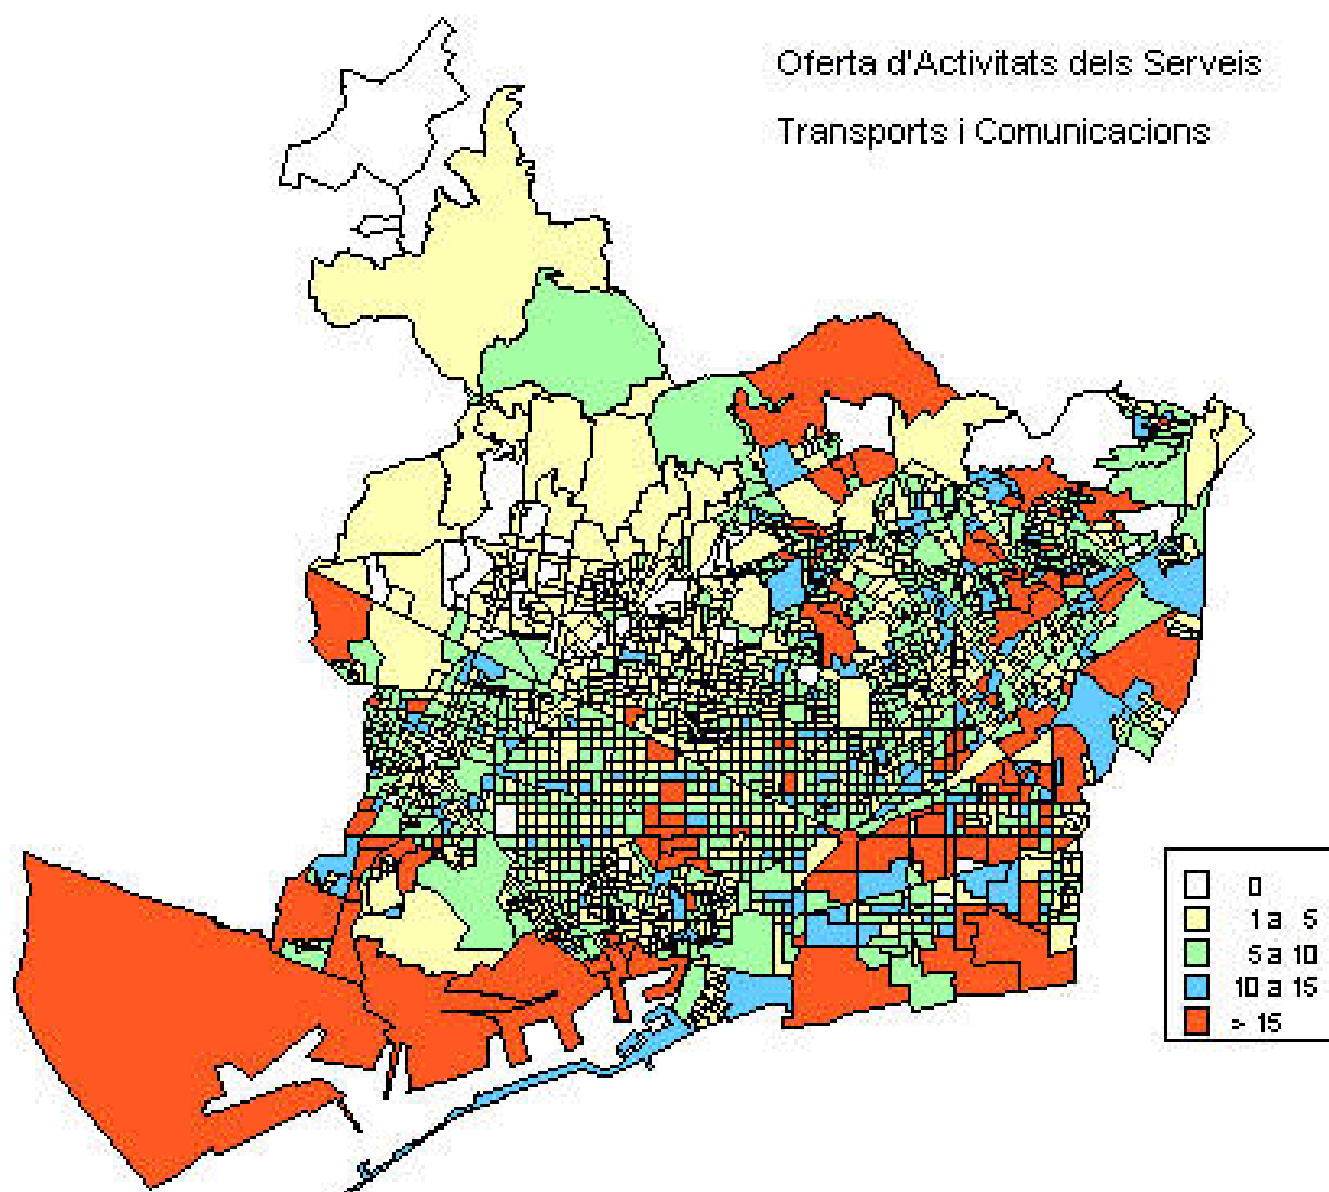 Oferta d'Activitats dels Serveis
Transports i Comunicacions
0
1 a 5
5 a 10
10 a 15
> 15